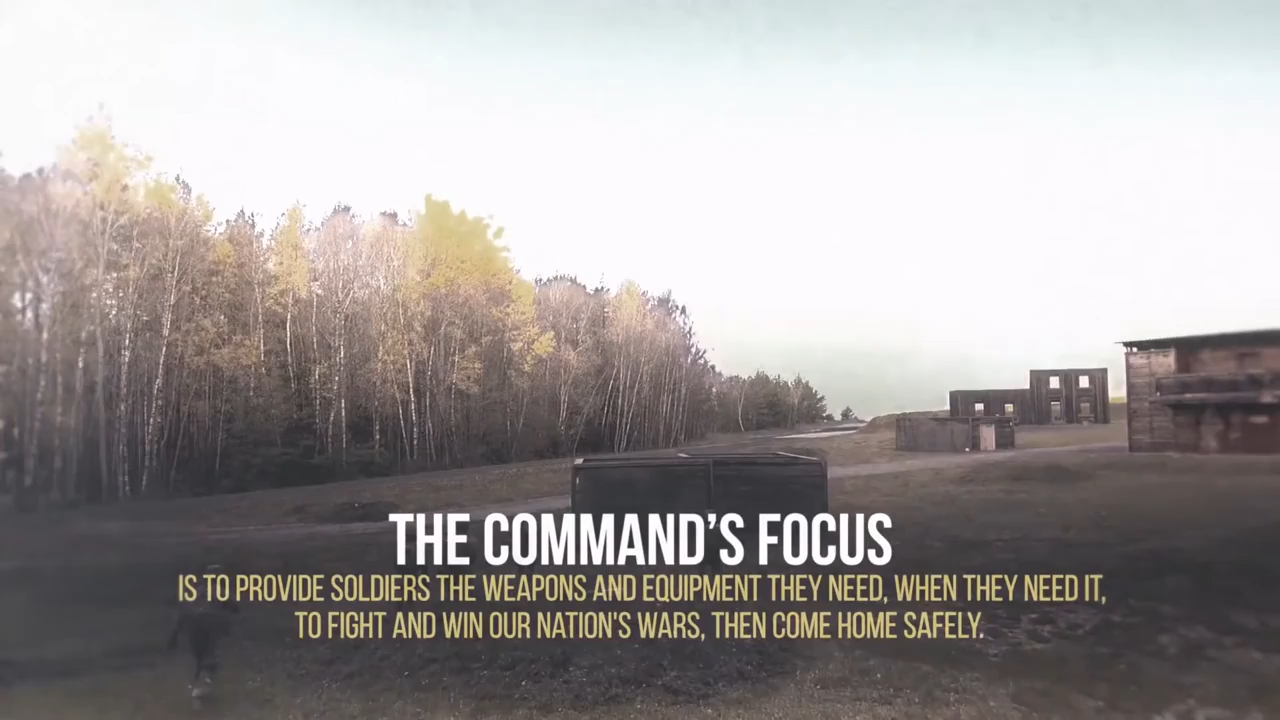 THE COMMAND’S FOCUS
IS TO PROVIDE SOLDIERS THE WEAPONS AND EQUIPMENT THEY NEED, WHEN THEY NEED IT,
TO FIGHT AND WIN OUR NATION'S WARS, THEN COME HOME SAFELY.